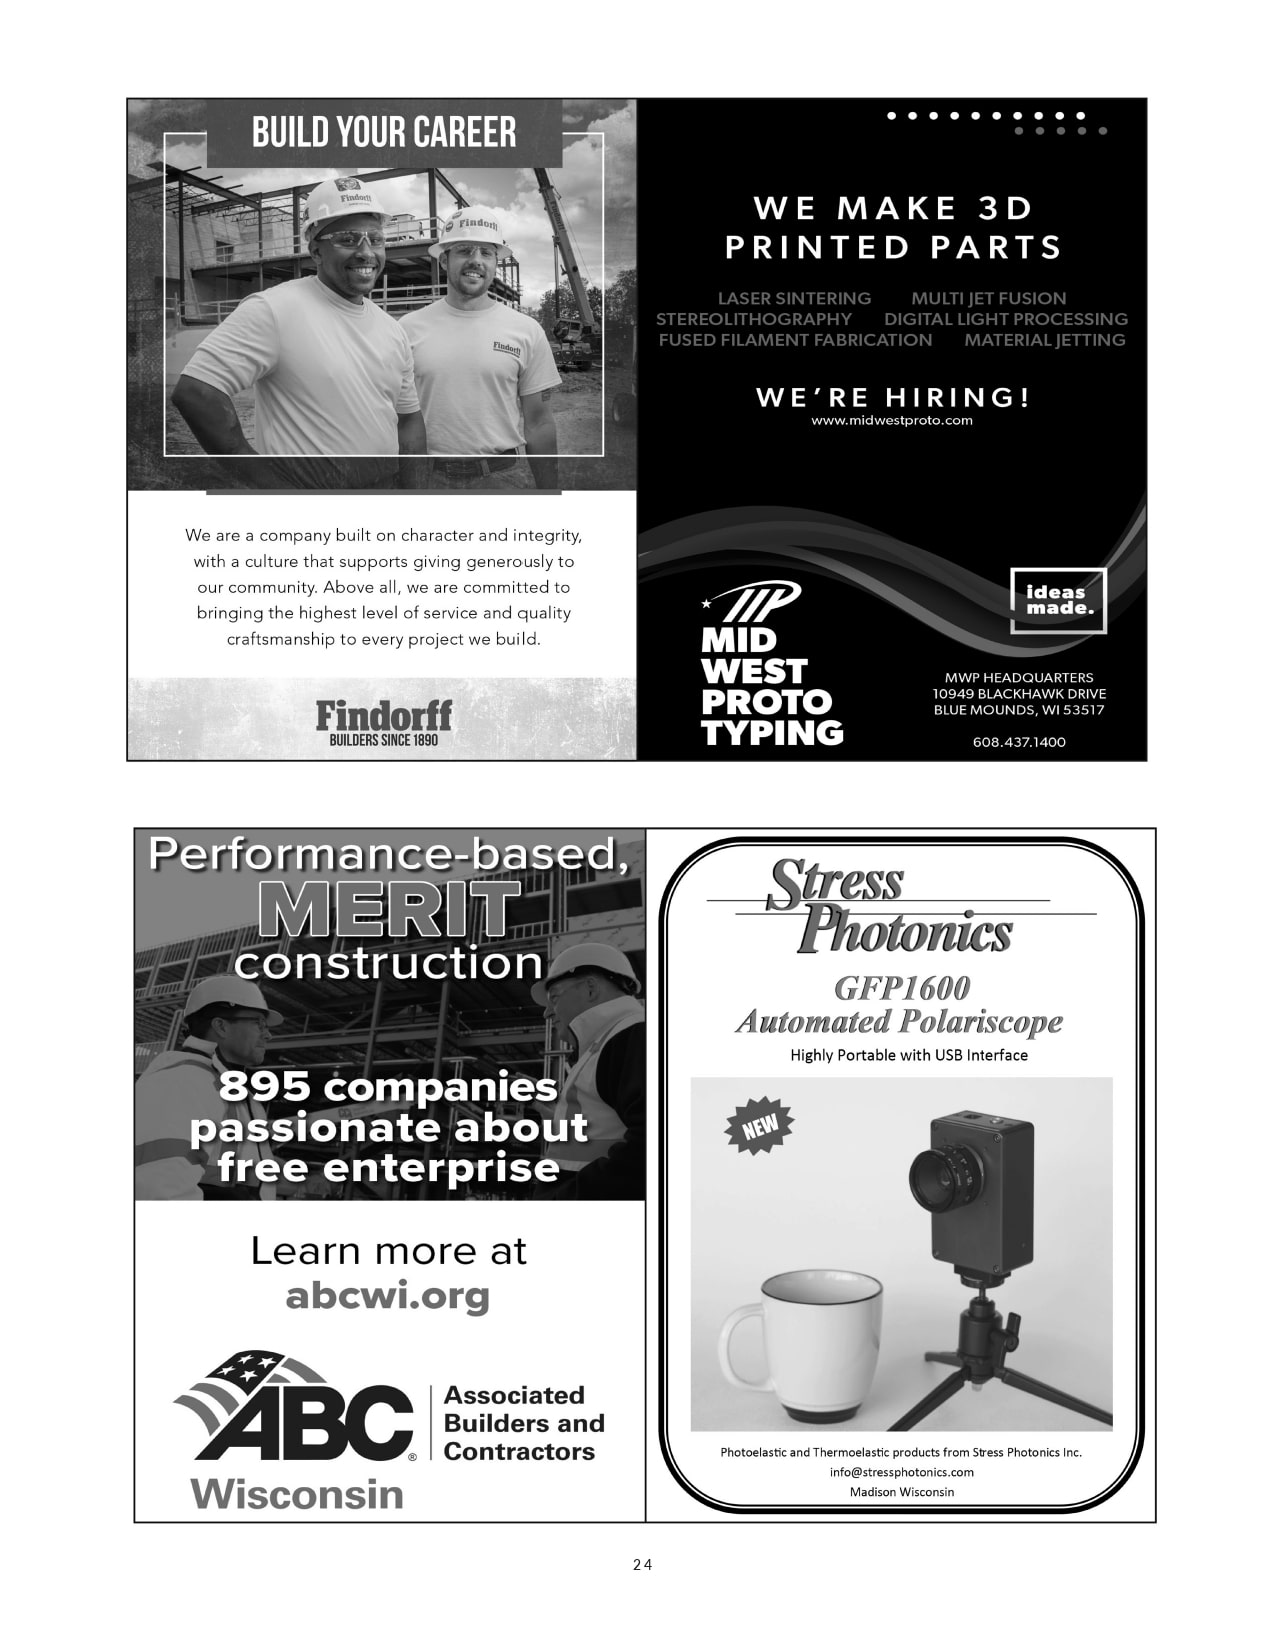 BUILD YOUR CAREER
Findorff
Findorff
Findorff
We are a company built on character and integrity,
with a culture that supports giving generously to
our community. Above all, we are committed to
bringing the highest level of service and quality
craftsmanship to every project we build.
Findorff
BUILDERS SINCE 1890
WE MAKE 3D
PRINTED PARTS
LASER SINTERING MULTI JET FUSION
STEREOLITHOGRAPHY DIGITAL LIGHT PROCESSING
FUSED FILAMENT FABRICATION MATERIAL JETTING
WE'RE HIRING!
www.midwestproto.com
ideas
made.
MID
WEST
PROTO
TYPING
MWP HEADQUARTERS
10949 BLACKHAWK DRIVE
BLUE MOUNDS, WI 53517
608.437.1400
Performance-based,
MERIT
construction
895 companies
passionate about
free enterprise
Learn more at
abcwi.org
ABC®
Associated
Builders and
Contractors
Wisconsin
Stress
Photonics
GFP1600
Automated Polariscope
Highly Portable with USB Interface
NEW
Photoelastic and Thermoelastic products from Stress Photonics Inc.
info@stressphotonics.com
Madison Wisconsin
24